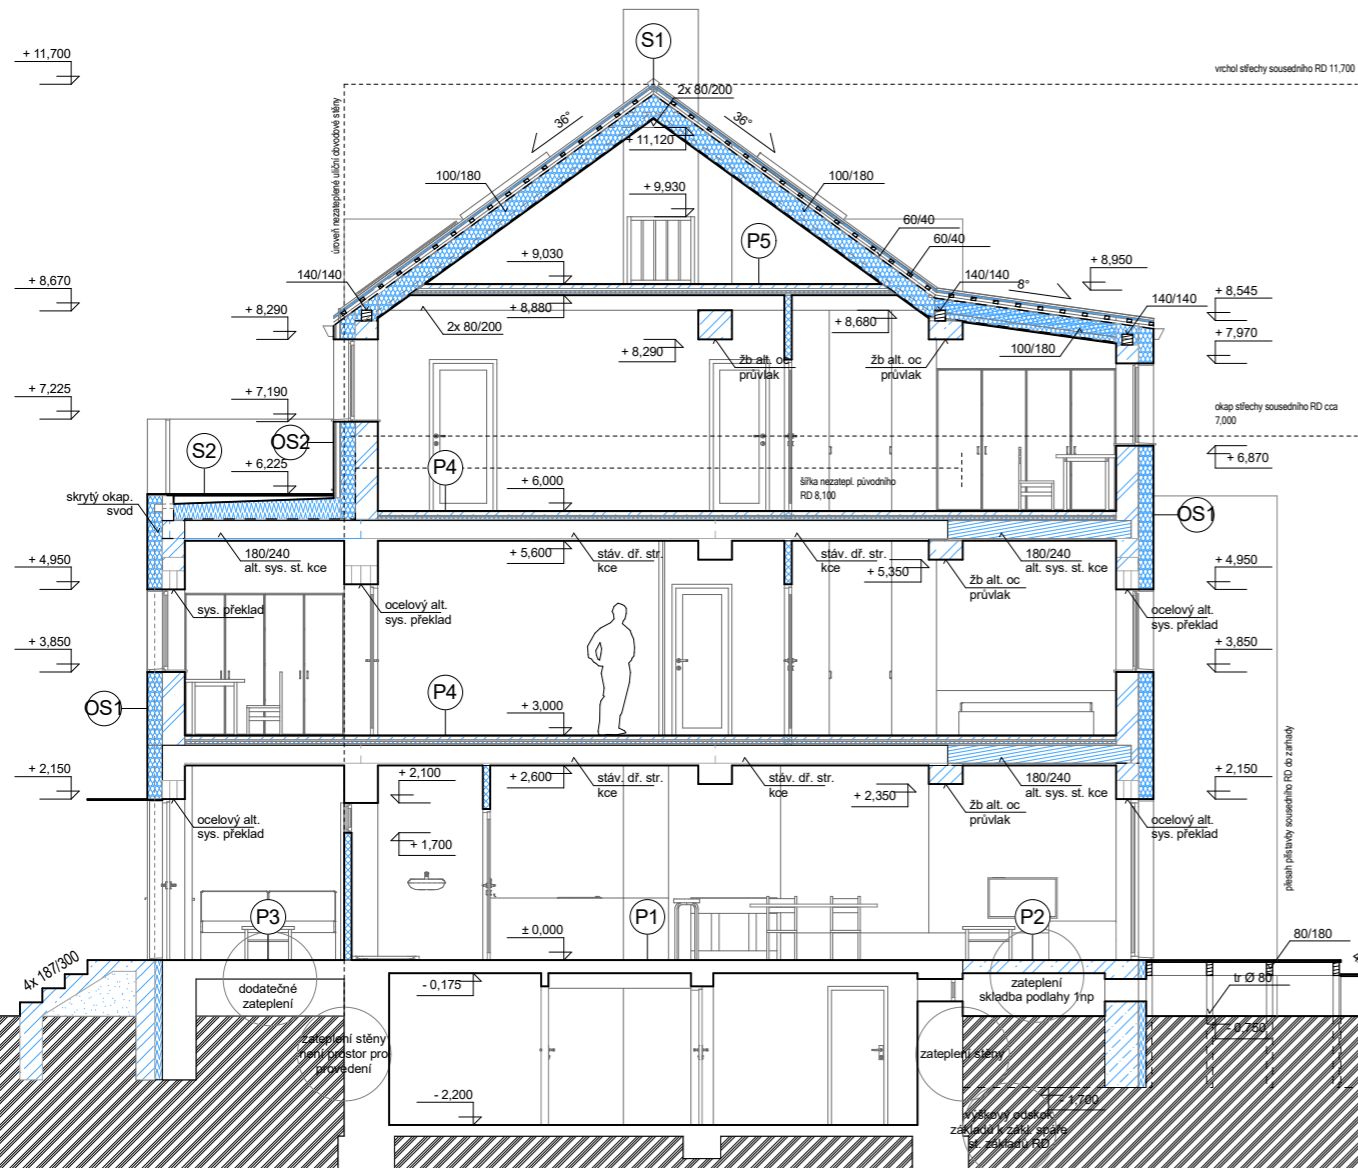 S1
+ 11,700
vrchol střechy sousedního RD 11,700
2x 80/200
36°
36°
+ 11,120
úroveň nezateplené uliční obvodové stěny
100/180
+ 9,930
100/180
60/40
P5
60/40
+ 9,030
+ 8,950
140/140
140/140
8°
+ 8,670
+ 8,545
140/140
+ 8,290
+ 8,880
+ 8,680
2x 80/200
+ 7,970
+ 8,290
žb alt. oc
průvlak
žb alt. oc
průvlak
100/180
+ 7,225
+ 7,190
okap střechy sousedního RD cca
7,000
OS2
S2
+ 6,225
P4
+ 6,870
+ 6,000
šířka nezatepl. původního
RD 8,100
skrytý okap.
svod
OS1
180/240
alt. sys. st. kce
+ 5,600
stáv. dř. str.
kce
stáv. dř. str.
kce
180/240
alt. sys. st. kce
+ 4,950
+ 5,350
+ 4,950
žb alt. oc
průvlak
sys. překlad
ocelový alt.
sys. překlad
ocelový alt.
sys. překlad
+ 3,850
+ 3,850
P4
OS1
+ 3,000
přesah přístavby sousedního RD do zarhady
+ 2,150
+ 2,100
+ 2,600
stáv. dř. str.
kce
stáv. dř. str.
kce
180/240
alt. sys. st. kce
+ 2,150
+ 2,350
žb alt. oc
průvlak
ocelový alt.
sys. překlad
ocelový alt.
sys. překlad
+ 1,700
P3
P1
P2
± 0,000
80/180
4x 187/300
dodatečné
zateplení
- 0,175
zateplení
skladba podlahy 1np
tr Ø 80
- 0,750
zateplení stěny
není prostor pro
provedení
zateplení stěny
- 2,200
- 1,700
výškový odskok
základů k zákl. spáře
st. základů RD